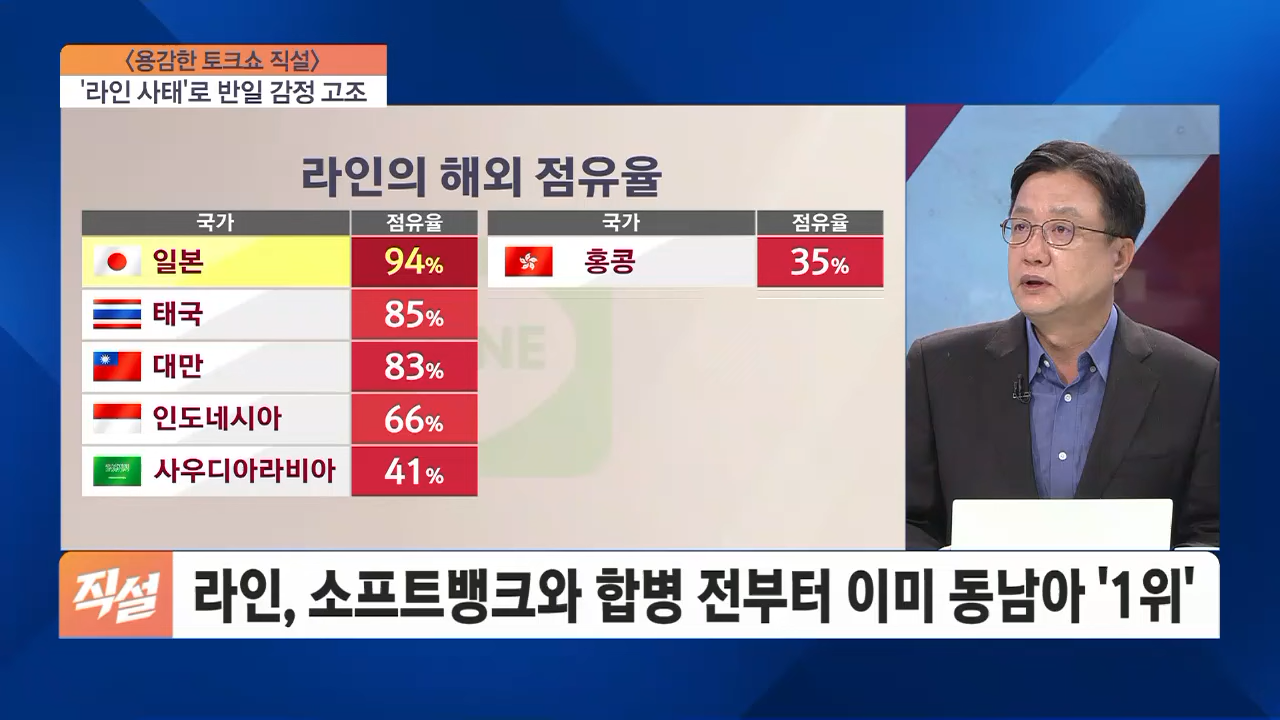 <용감한 토크쇼 직설>
'라인 사태'로 반일 감정 고조
라인의 해외 점유율
국가 점유율
일본 94%
태국 85%
대만 83%
인도네시아 66%
사우디아라비아 41%
국가 점유율
홍콩 35%
직설
라인, 소프트뱅크와 합병 전부터 이미 동남아 '1위'